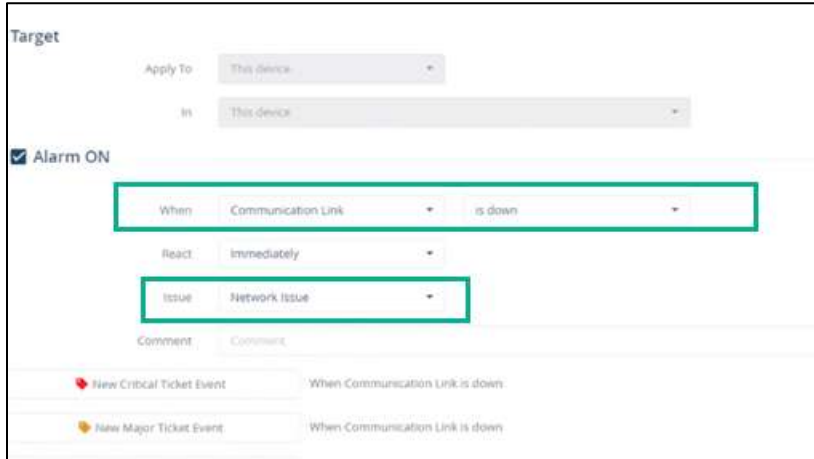 Target
Apply To This device
In This device
Alarm ON
When Communication Link is down
React Immediately
Issue Network Issue
Comment Comment
New Critical Ticket Event When Communication Link is down
New Major Ticket Event When Communication Link is down